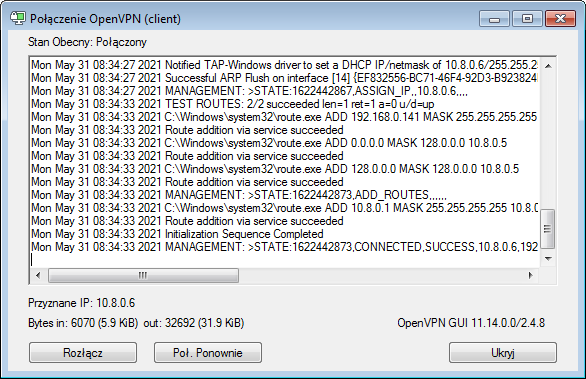 Połączenie OpenVPN (client)
Stan Obecny: Połączony
Mon May 31 08:34:27 2021 Notified TAP-Windows driver to set a DHCP IP/netmask of 10.8.0.6/255.255.25
Mon May 31 08:34:27 2021 Successful ARP Flush on interface [14] {EF832556-BC71-46F4-92D3-B923824
Mon May 31 08:34:27 2021 MANAGEMENT: >STATE:1622442867,ASSIGN_IP,,10.8.0.6,,,,
Mon May 31 08:34:33 2021 TEST ROUTES: 2/2 succeeded len=1 ret=1 a=0 u/d=up
Mon May 31 08:34:33 2021 C:\Windows\system32\route.exe ADD 192.168.0.141 MASK 255.255.255.255
Mon May 31 08:34:33 2021 Route addition via service succeeded
Mon May 31 08:34:33 2021 C:\Windows\system32\route.exe ADD 0.0.0.0 MASK 128.0.0.0 10.8.0.5
Mon May 31 08:34:33 2021 Route addition via service succeeded
Mon May 31 08:34:33 2021 C:\Windows\system32\route.exe ADD 128.0.0.0 MASK 128.0.0.0 10.8.0.5
Mon May 31 08:34:33 2021 Route addition via service succeeded
Mon May 31 08:34:33 2021 MANAGEMENT: >STATE:1622442873,ADD_ROUTES,,,,,,
Mon May 31 08:34:33 2021 C:\Windows\system32\route.exe ADD 10.8.0.1 MASK 255.255.255.255 10.8.0
Mon May 31 08:34:33 2021 Route addition via service succeeded
Mon May 31 08:34:33 2021 Initialization Sequence Completed
Mon May 31 08:34:33 2021 MANAGEMENT: >STATE:1622442873,CONNECTED,SUCCESS,10.8.0.6,192
Przyznane IP: 10.8.0.6
Bytes in: 6070 (5.9 KiB) out: 32692 (31.9 KiB)
OpenVPN GUI 11.14.0.0/2.4.8
Rozłącz
Poł. Ponownie
Ukryj